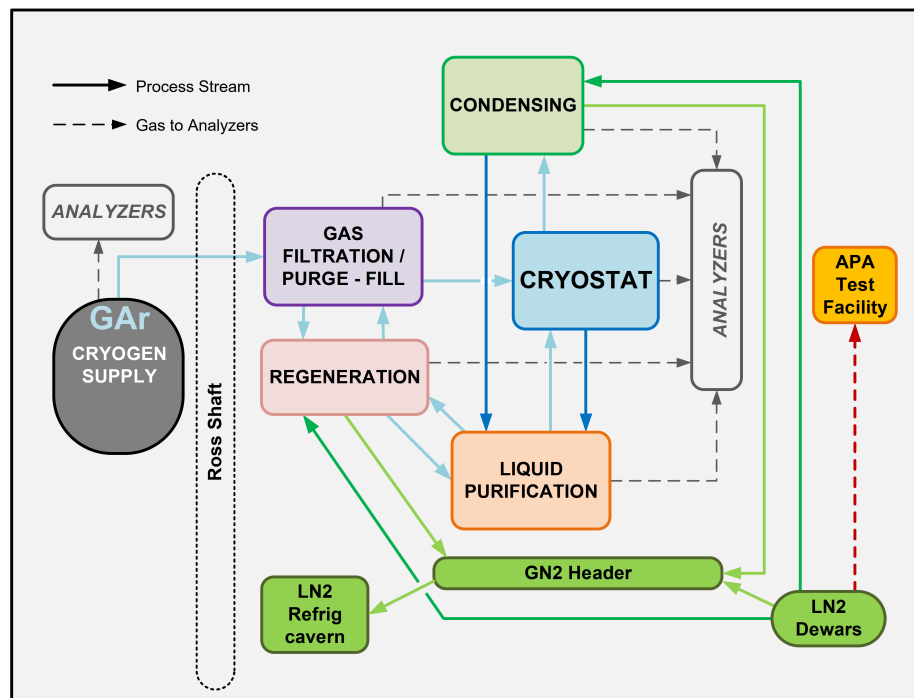 Process Stream
Gas to Analyzers
CONDENSING
ANALYZERS
GAS
FILTRATION /
PURGE - FILL
CRYOSTAT
ANALYZERS
APA
Test
Facility
GAr
CRYOGEN
SUPPLY
Ross Shaft
REGENERATION
LIQUID
PURIFICATION
GN2 Header
LN2
Refrig
cavern
LN2
Dewars